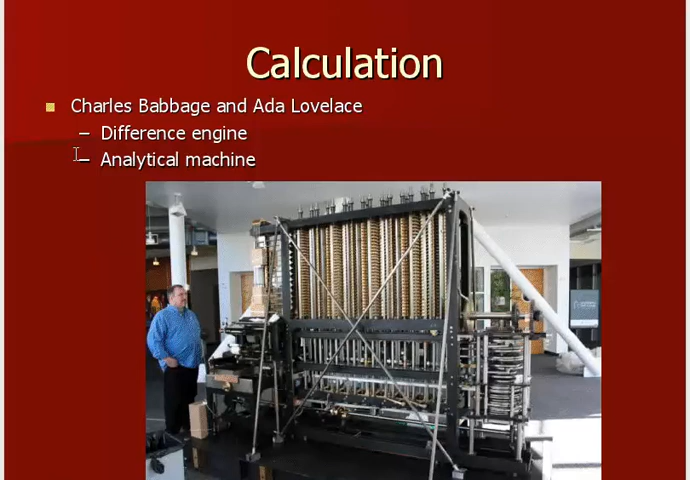 Calculation
Charles Babbage and Ada Lovelace
– Difference engine
– Analytical machine